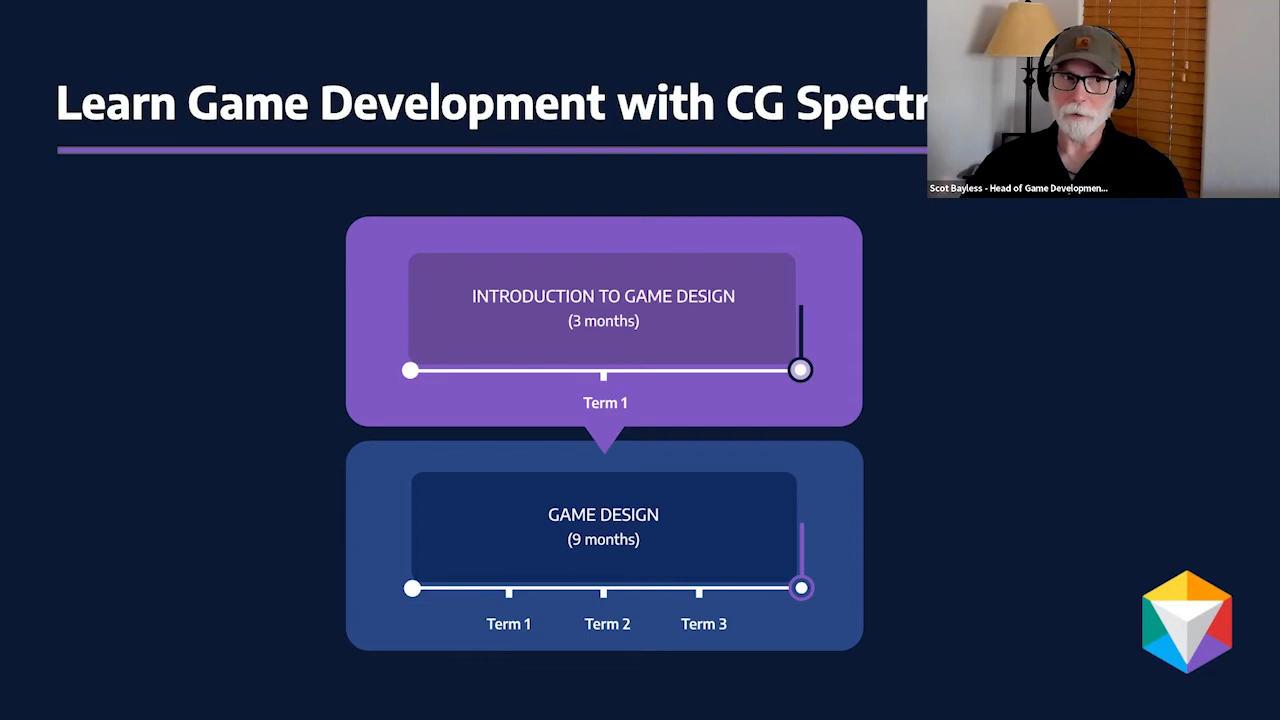 Learn Game Development with CG Spectr
Scot Bayless - Head of Game Developmen...
INTRODUCTION TO GAME DESIGN
(3 months)
Term 1
GAME DESIGN
(9 months)
Term 1 Term 2 Term 3